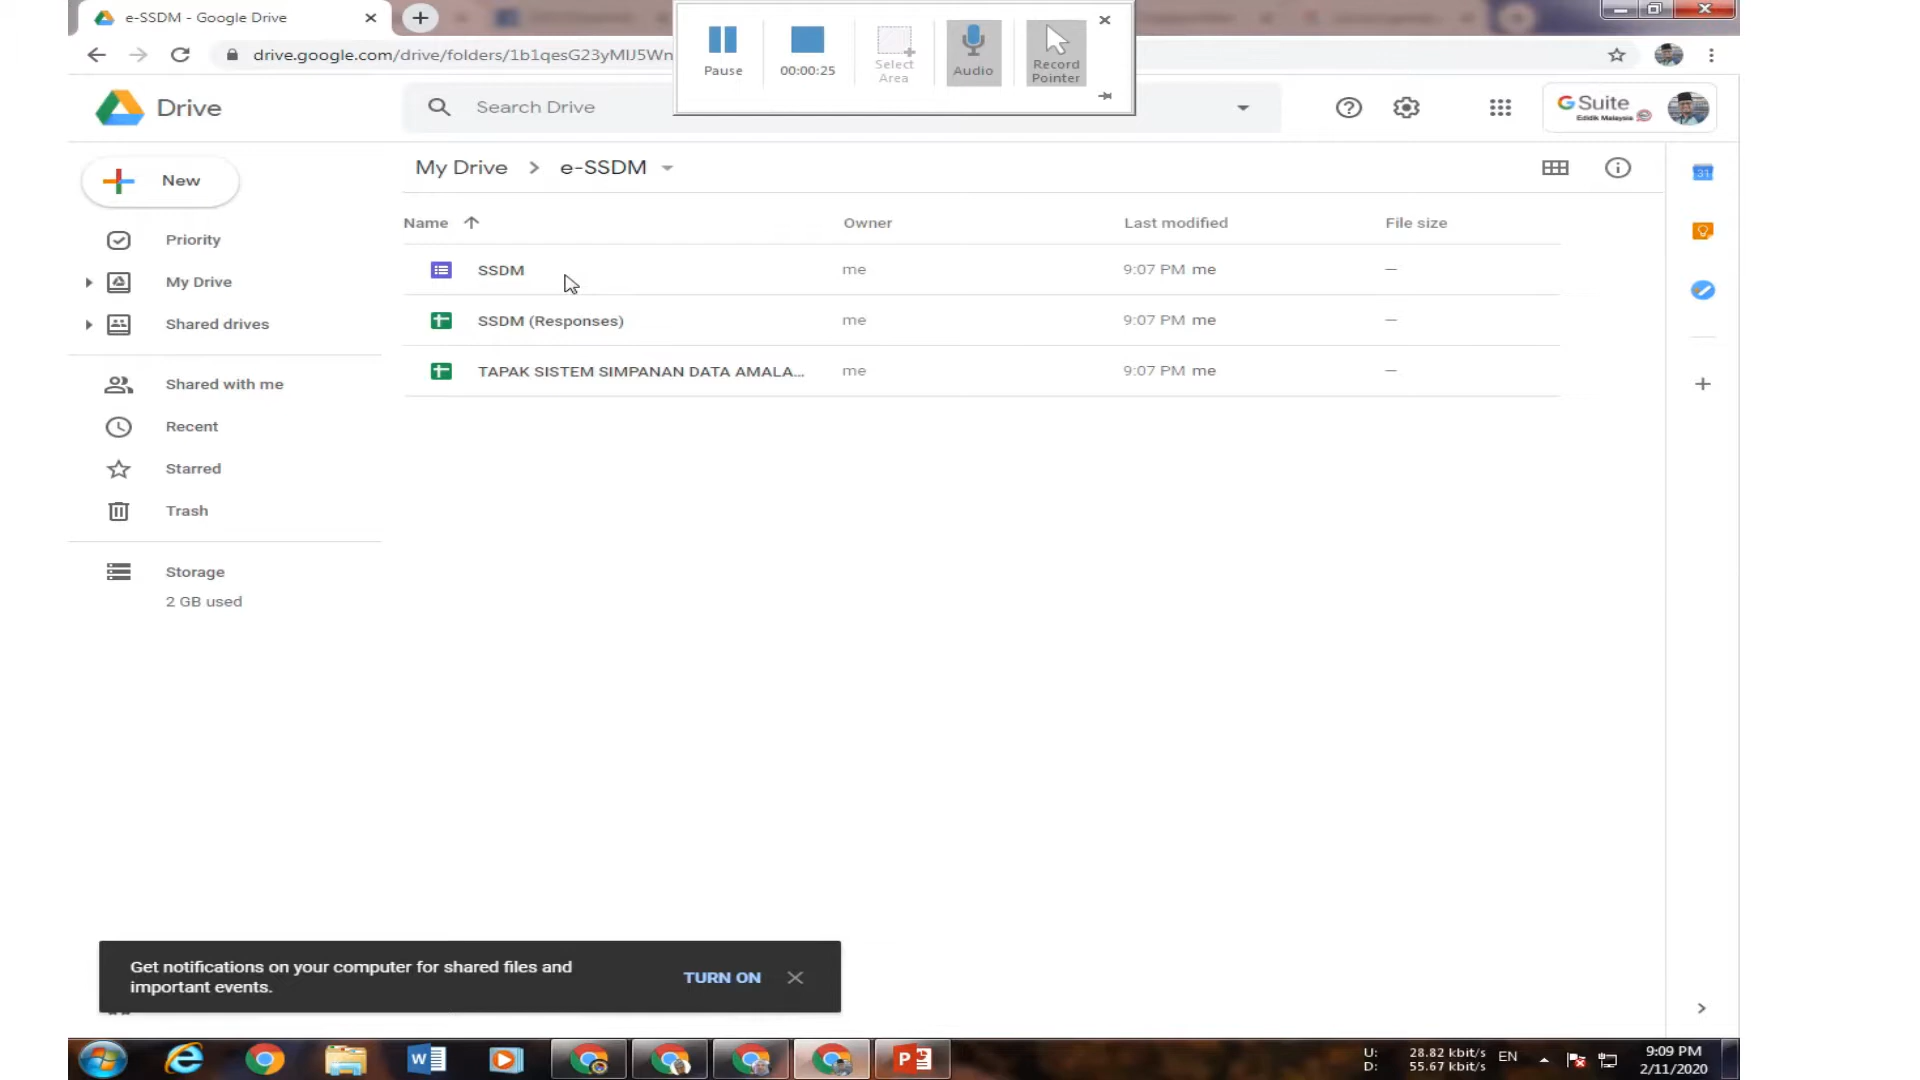 e-SSDM - Google Drive
drive.google.com/drive/folders/1b1qesG23yMIJ5Wn
Pause
00:00:25
Select Area
Audio
Record Pointer
Drive
Search Drive
G Suite
Edidik Malaysia
New
My Drive > e-SSDM
Name
Owner
Last modified
File size
Priority
My Drive
Shared drives
SSDM me 9:07 PM me —
SSDM (Responses) me 9:07 PM me —
TAPAK SISTEM SIMPANAN DATA AMALA... me 9:07 PM me —
Shared with me
Recent
Starred
Trash
Storage
2 GB used
31
Get notifications on your computer for shared files and
important events.
TURN ON
U: 28.82 kbit/s
D: 55.67 kbit/s
EN
9:09 PM
2/11/2020